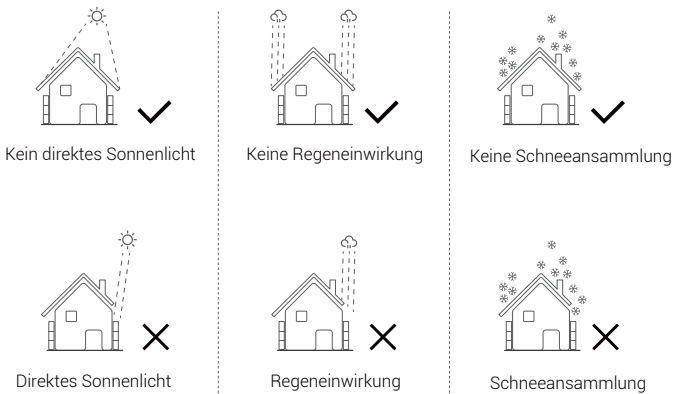 Kein direktes Sonnenlicht
Keine Regeneinwirkung
Keine Schneeansammlung
Direktes Sonnenlicht
Regeneinwirkung
Schneeansammlung